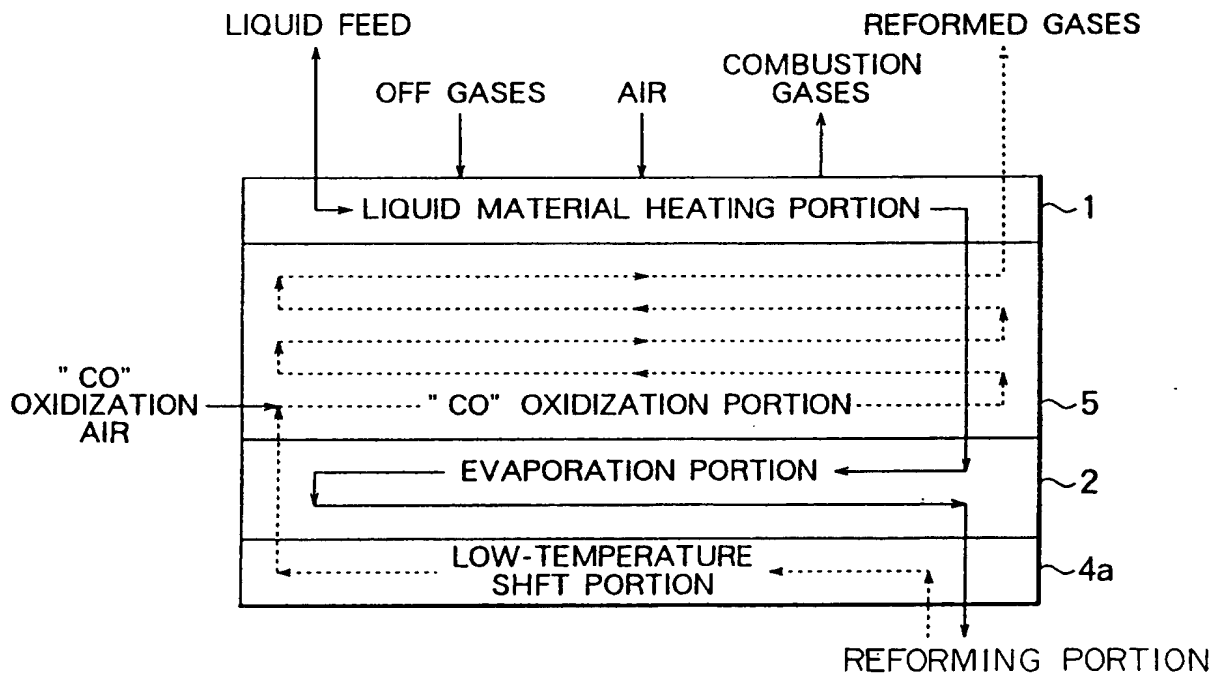 LIQUID FEED
REFORMED GASES
OFF GASES
AIR
COMBUSTION
GASES
LIQUID MATERIAL HEATING PORTION
1
"CO"
OXIDIZATION
AIR
"CO" OXIDIZATION PORTION
5
EVAPORATION PORTION
2
LOW-TEMPERATURE
SHFT PORTION
4a
REFORMING PORTION